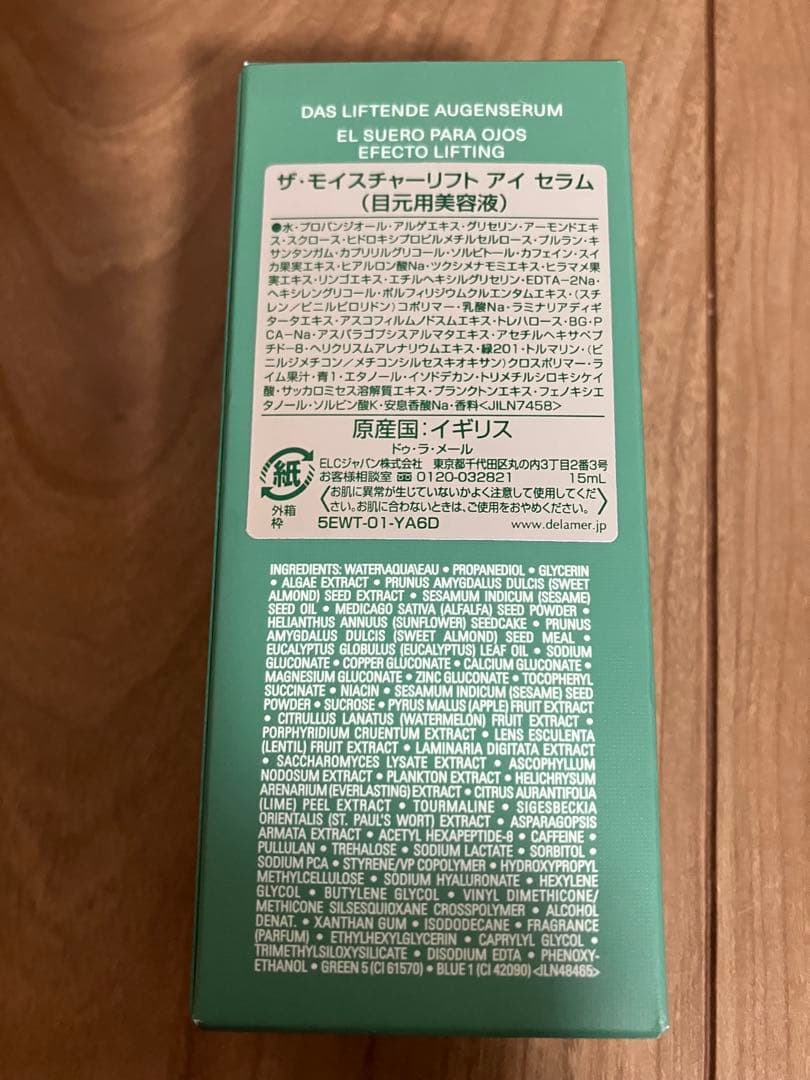 DAS LIFTENDE AUGENSERUM
EL SUERO PARA OJOS
EFECTO LIFTING
ザ・モイスチャーリフト アイ セラム
(目元用美容液)
●水・プロパンジオール・アルゲエキス・グリセリン・アーモンドエキ
ス・スクロース・ヒドロキシプロピルメチルセルロース・プルラン・キ
サンタンガム・カプリリルグリコール・ソルビトール・カフェイン・スイ
カ果実エキス・ヒアルロン酸Na・ツクシメナモミエキス・ヒラマメ果
実エキス・リンゴエキス・エチルヘキシルグリセリン・EDTA-2Na・
ヘキシレングリコール・ポルフィリジウムクルエンタムエキス・(スチ
レン/ビニルピロリドン)コポリマー・乳酸Na・ラミナリアディギ
タータエキス・アスコフィルムノドスムエキス・トレハロース・BG・P
CA-Na・アスパラゴプシスアルマタエキス・アセチルヘキサペプ
チド-8・ヘリクリスムアレナリウムエキス・緑201・トルマリン・(ビ
ニルジメチコン/メチコンシルセスキオキサン)クロスポリマー・ラ
イム果汁・青1・エタノール・イソドデカン・トリメチルシロキシケイ
酸・サッカロミセス溶解質エキス・プランクトンエキス・フェノキシエ
タノール・ソルビン酸K・安息香酸Na・香料<JILN7458>
原産国:イギリス
ドゥ・ラ・メール
紙
外箱
枠
ELCジャパン株式会社 東京都千代田区丸の内3丁目2番3号
お客様相談室 0120-032821 15mL
〈お肌に異常が生じていないかよく注意して使用してくだ
さい。お肌に合わないときは、ご使用をおやめください。〉
5EWT-01-YA6D www.delamer.jp
INGREDIENTS: WATER\AQUA\EAU • PROPANEDIOL • GLYCERIN
• ALGAE EXTRACT • PRUNUS AMYGDALUS DULCIS (SWEET
ALMOND) SEED EXTRACT • SESAMUM INDICUM (SESAME)
SEED OIL • MEDICAGO SATIVA (ALFALFA) SEED POWDER •
HELIANTHUS ANNUUS (SUNFLOWER) SEEDCAKE • PRUNUS
AMYGDALUS DULCIS (SWEET ALMOND) SEED MEAL •
EUCALYPTUS GLOBULUS (EUCALYPTUS) LEAF OIL • SODIUM
GLUCONATE • COPPER GLUCONATE • CALCIUM GLUCONATE •
MAGNESIUM GLUCONATE • ZINC GLUCONATE • TOCOPHERYL
SUCCINATE • NIACIN • SESAMUM INDICUM (SESAME) SEED
POWDER • SUCROSE • PYRUS MALUS (APPLE) FRUIT EXTRACT
• CITRULLUS LANATUS (WATERMELON) FRUIT EXTRACT •
PORPHYRIDIUM CRUENTUM EXTRACT • LENS ESCULENTA
(LENTIL) FRUIT EXTRACT • LAMINARIA DIGITATA EXTRACT
• SACCHAROMYCES LYSATE EXTRACT • ASCOPHYLLUM
NODOSUM EXTRACT • PLANKTON EXTRACT • HELICHRYSUM
ARENARIUM (EVERLASTING) EXTRACT • CITRUS AURANTIFOLIA
(LIME) PEEL EXTRACT • TOURMALINE • SIGESBECKIA
ORIENTALIS (ST. PAUL'S WORT) EXTRACT • ASPARAGOPSIS
ARMATA EXTRACT • ACETYL HEXAPEPTIDE-8 • CAFFEINE •
PULLULAN • TREHALOSE • SODIUM LACTATE • SORBITOL •
SODIUM PCA • STYRENE/VP COPOLYMER • HYDROXYPROPYL
METHYLCELLULOSE • SODIUM HYALURONATE • HEXYLENE
GLYCOL • BUTYLENE GLYCOL • VINYL DIMETHICONE/
METHICONE SILSESQUIOXANE CROSSPOLYMER • ALCOHOL
DENAT. • XANTHAN GUM • ISODODECANE • FRAGRANCE
(PARFUM) • ETHYLHEXYLGLYCERIN • CAPRYLYL GLYCOL •
TRIMETHYLSILOXYSILICATE • DISODIUM EDTA • PHENOXY-
ETHANOL • GREEN 5 (CI 61570) • BLUE 1 (CI 42090) <JLN48465>